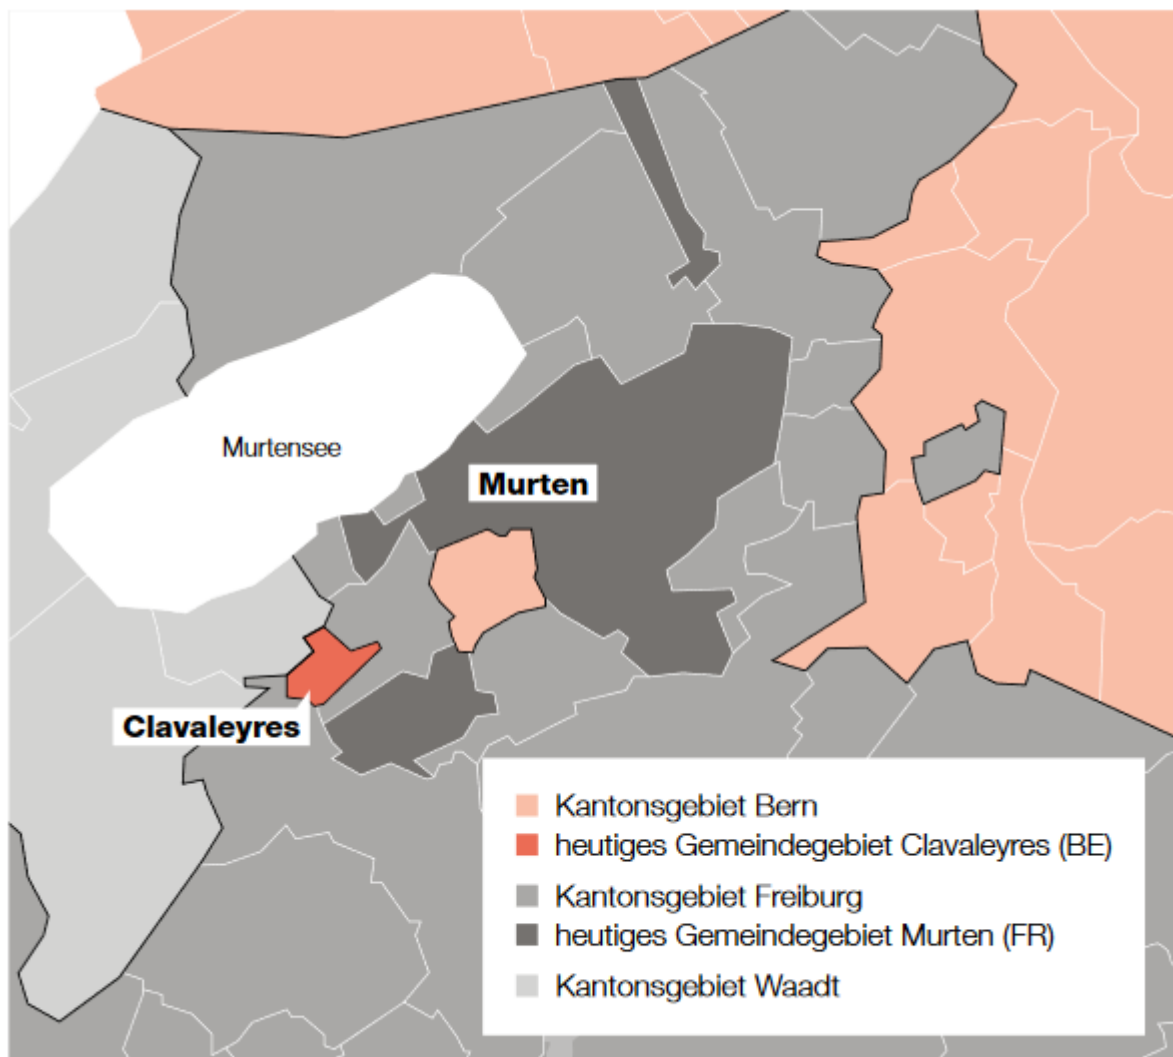 Murtensee
Murten
Clavaleyres
Kantonsgebiet Bern
heutiges Gemeindegebiet Clavaleyres (BE)
Kantonsgebiet Freiburg
heutiges Gemeindegebiet Murten (FR)
Kantonsgebiet Waadt